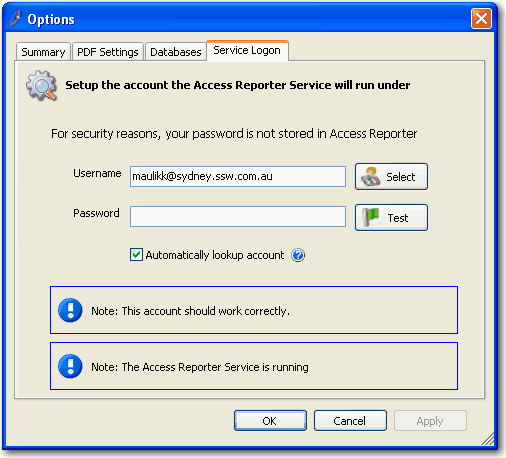 Options
Summary PDF Settings Databases Service Logon
Setup the account the Access Reporter Service will run under
For security reasons, your password is not stored in Access Reporter
Username maulikk@sydney.ssw.com.au Select
Password Test
Automatically lookup account ?
Note: This account should work correctly.
Note: The Access Reporter Service is running
OK Cancel Apply